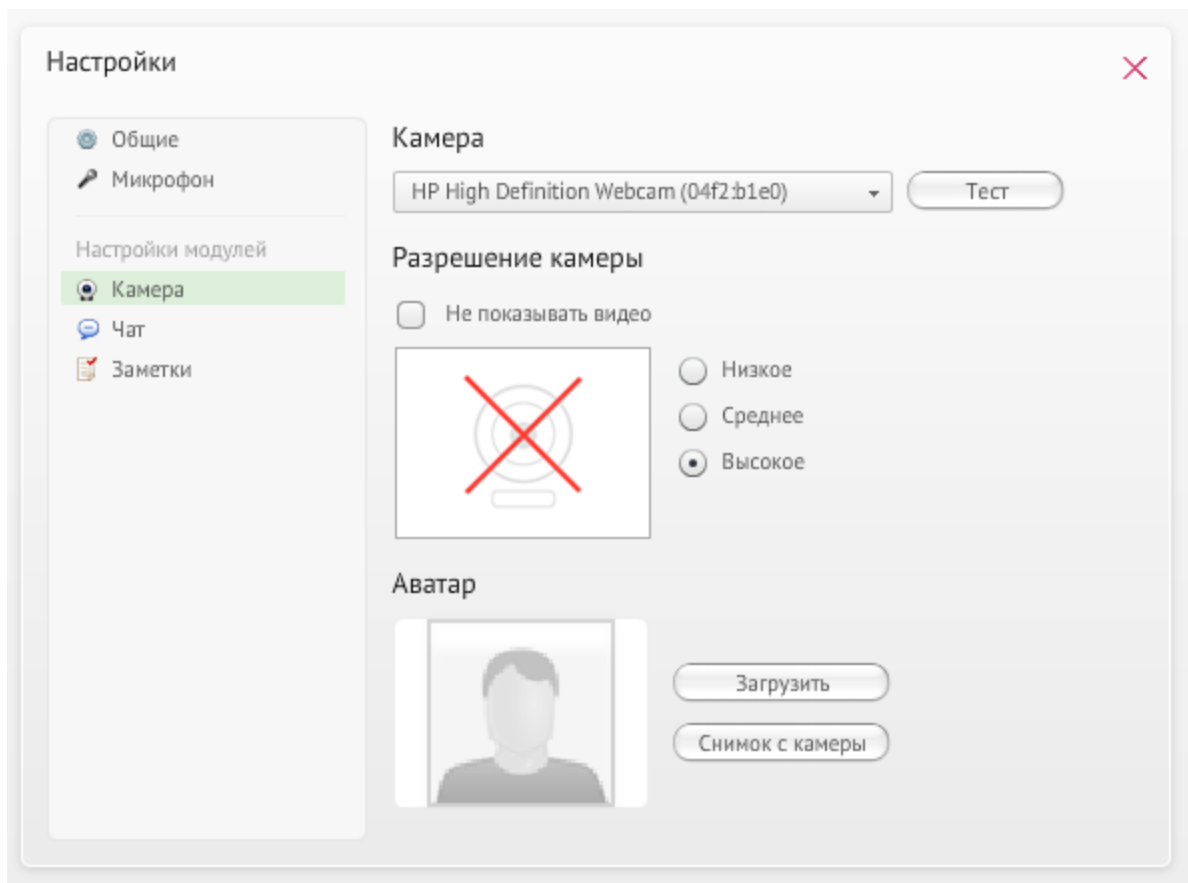 Настройки
Общие
Микрофон
Настройки модулей
Камера
Чат
Заметки
Камера
HP High Definition Webcam (04f2:b1e0)
Тест
Разрешение камеры
Не показывать видео
Низкое
Среднее
Высокое
Аватар
Загрузить
Снимок с камеры